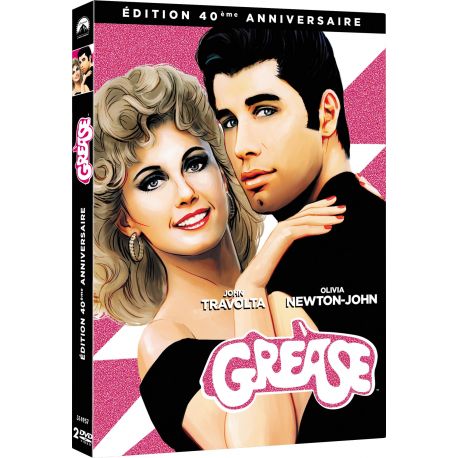 ÉDITION 40ème ANNIVERSAIRE
JOHN
TRAVOLTA
OLIVIA
NEWTON-JOHN
GREASE
GREASE
ÉDITION 40ème ANNIVERSAIRE
2 DVD